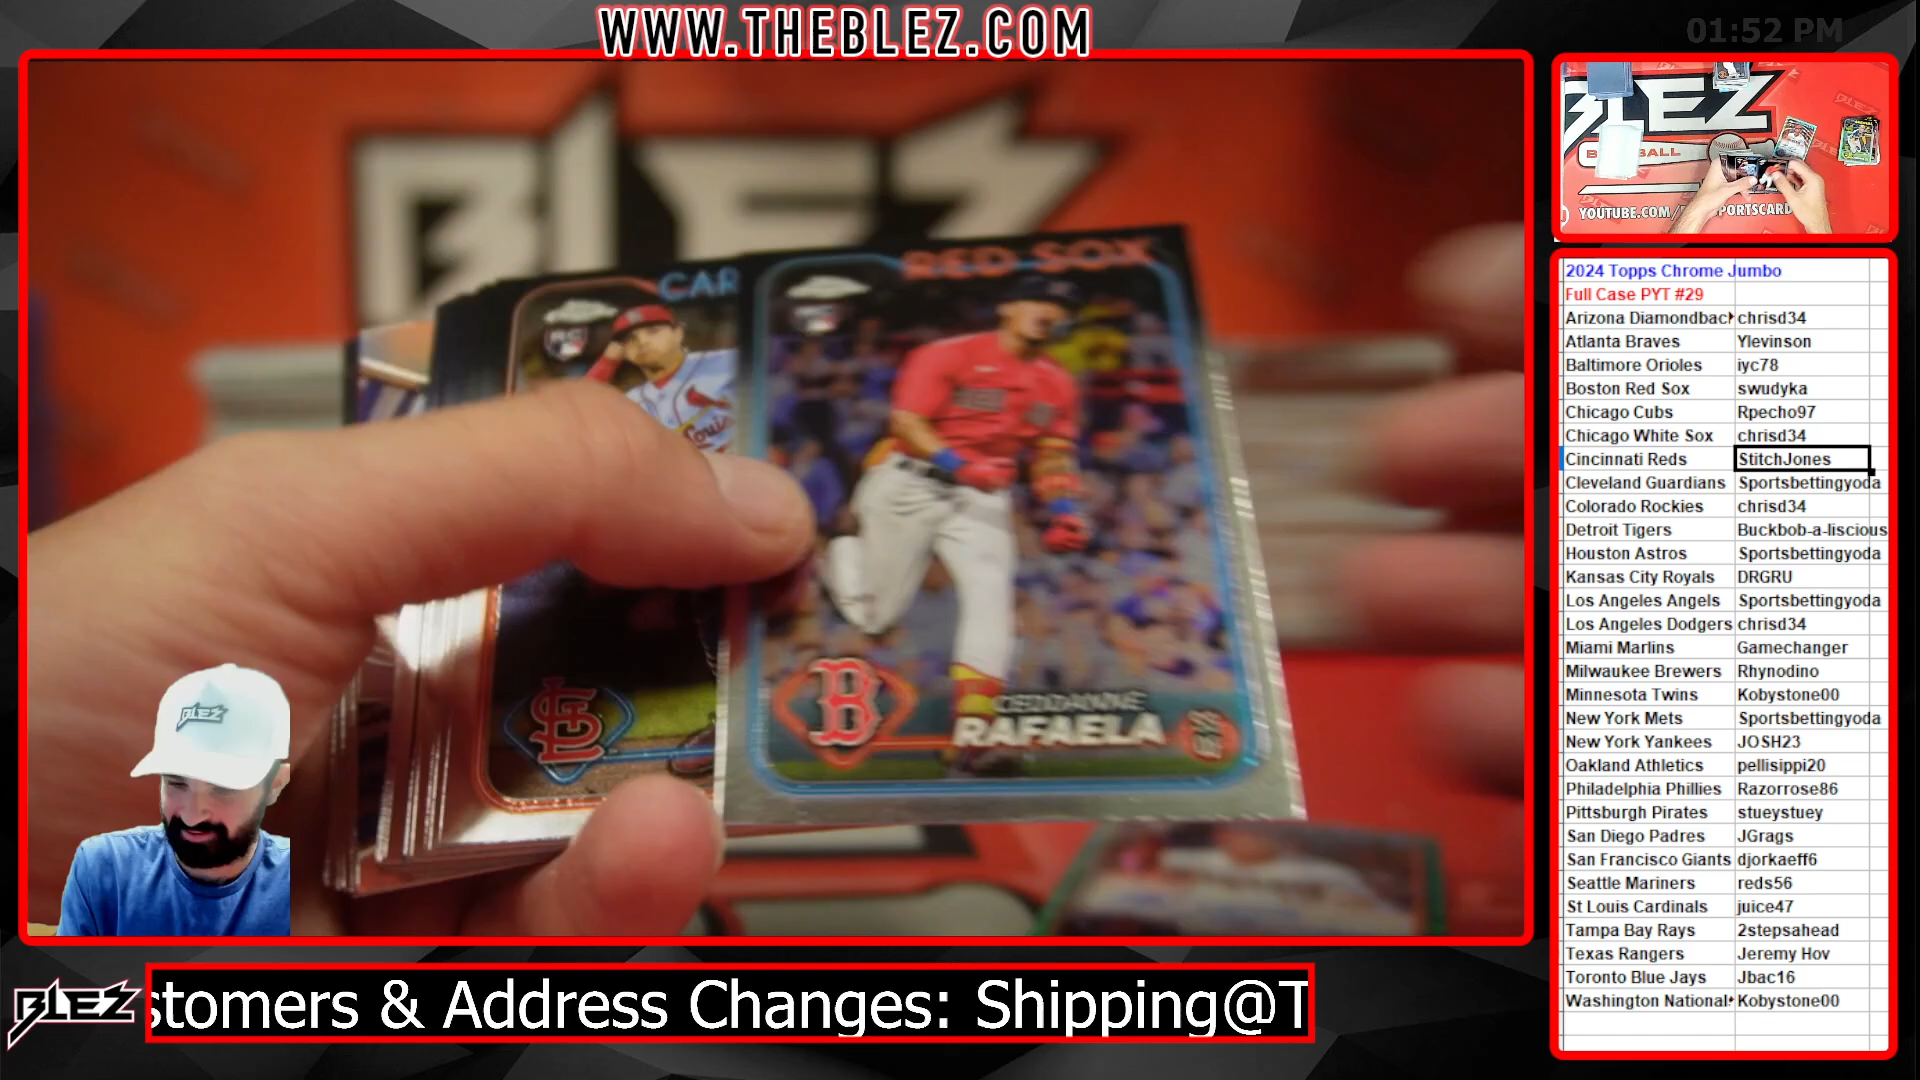 WWW.THEBLEZ.COM
01:52 PM
BLEZ
CAR
RED SOX
CEDDANNE
RAFAELA
B
BLEZ
BLEZ
stomers & Address Changes: Shipping@T
BLEZ
YOUTUBE.COM/
PORTSCARD
2024 Topps Chrome Jumbo
Full Case PYT #29
Arizona Diamondbac chrisd34
Atlanta Braves Ylevinson
Baltimore Orioles iyc78
Boston Red Sox swudyka
Chicago Cubs Rpecho97
Chicago White Sox chrisd34
Cincinnati Reds StitchJones
Cleveland Guardians Sportsbettingyoda
Colorado Rockies chrisd34
Detroit Tigers Buckbob-a-liscious
Houston Astros Sportsbettingyoda
Kansas City Royals DRGRU
Los Angeles Angels Sportsbettingyoda
Los Angeles Dodgers chrisd34
Miami Marlins Gamechanger
Milwaukee Brewers Rhynodino
Minnesota Twins Kobystone00
New York Mets Sportsbettingyoda
New York Yankees JOSH23
Oakland Athletics pellisippi20
Philadelphia Phillies Razorrose86
Pittsburgh Pirates stueystuey
San Diego Padres JGrags
San Francisco Giants djorkaeff6
Seattle Mariners reds56
St Louis Cardinals juice47
Tampa Bay Rays 2stepsahead
Texas Rangers Jeremy Hov
Toronto Blue Jays Jbac16
Washington National Kobystone00